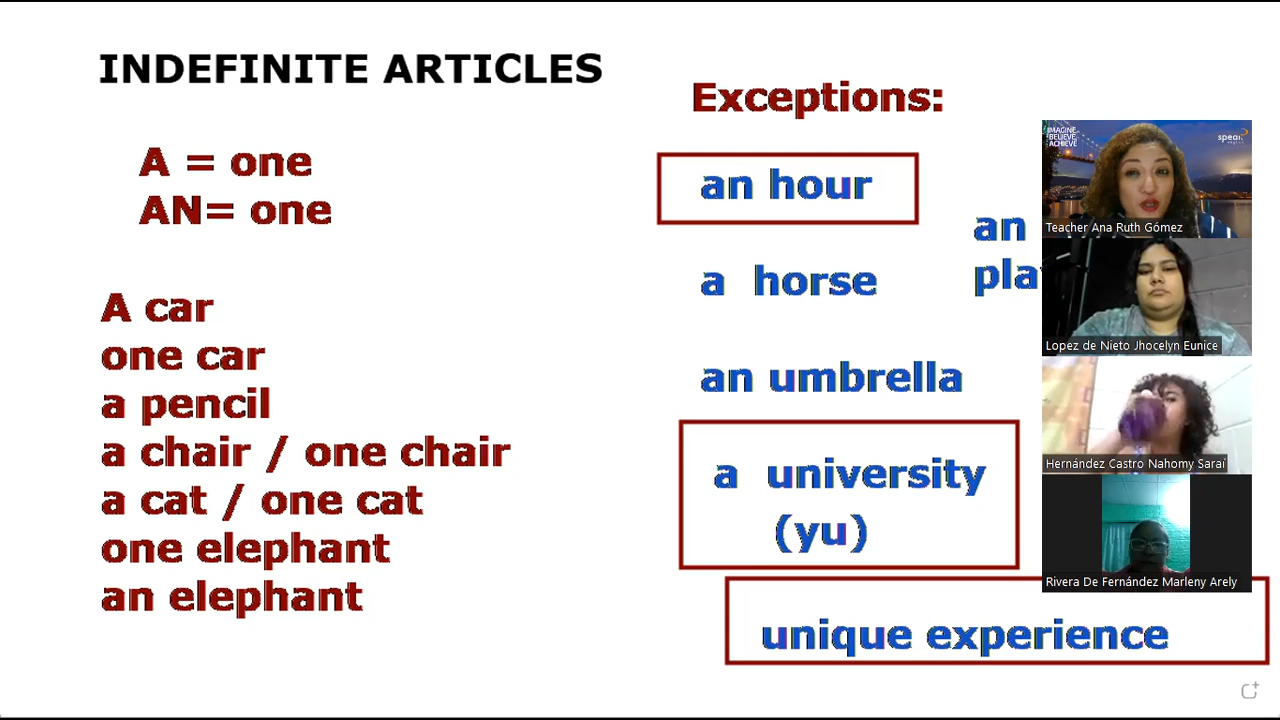 INDEFINITE ARTICLES
A = one
AN= one
A car
one car
a pencil
a chair / one chair
a cat / one cat
one elephant
an elephant
Exceptions:
an hour
an
a horse
an umbrella
a university
(yu)
unique experience
IMAGINE
BELIEVE
ACHIEVE
speak
Teacher Ana Ruth Gómez
Lopez de Nieto Jhocelyn Eunice
Hernández Castro Nahomy Sarai
Rivera De Fernández Marleny Arely